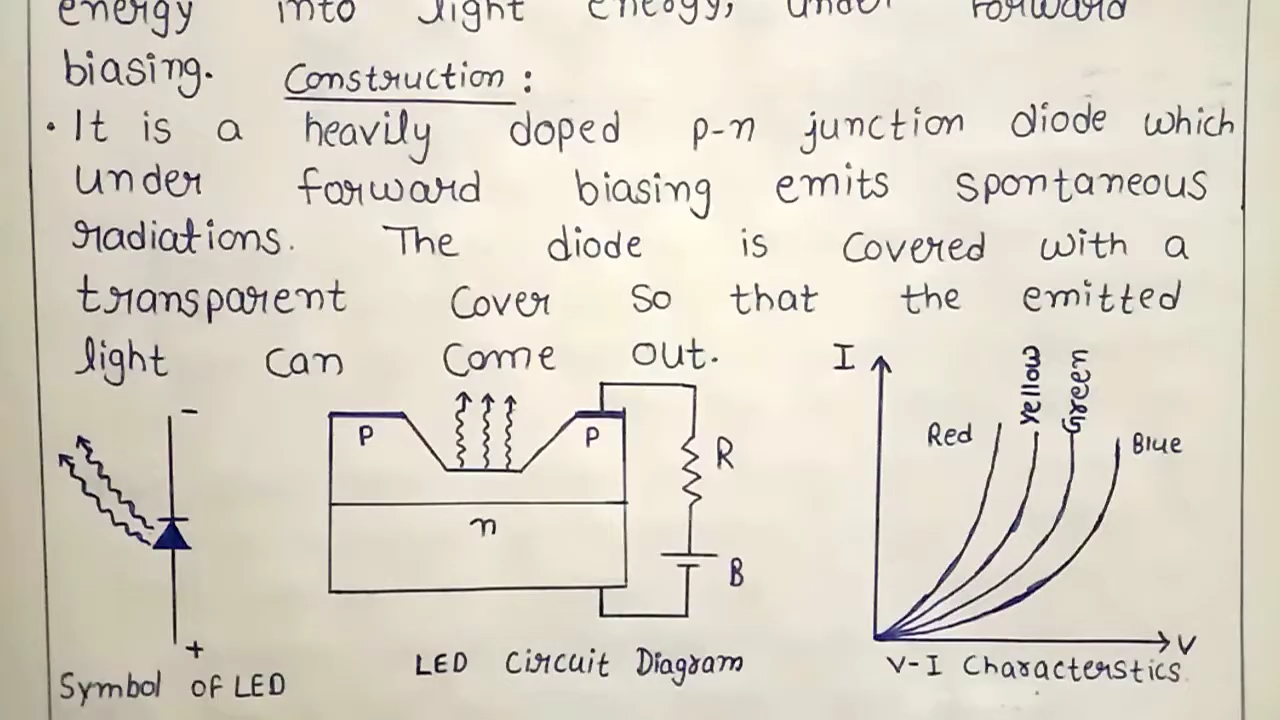 energy into light energy, under forward
biasing. Construction :
• It is a heavily doped p-n junction diode which
under forward biasing emits spontaneous
radiations. The diode is covered with a
transparent cover so that the emitted
light can come out.
I
Red Yellow Green Blue
V
V-I Characterstics
-
+
Symbol of LED
P P
n
R
B
LED Circuit Diagram